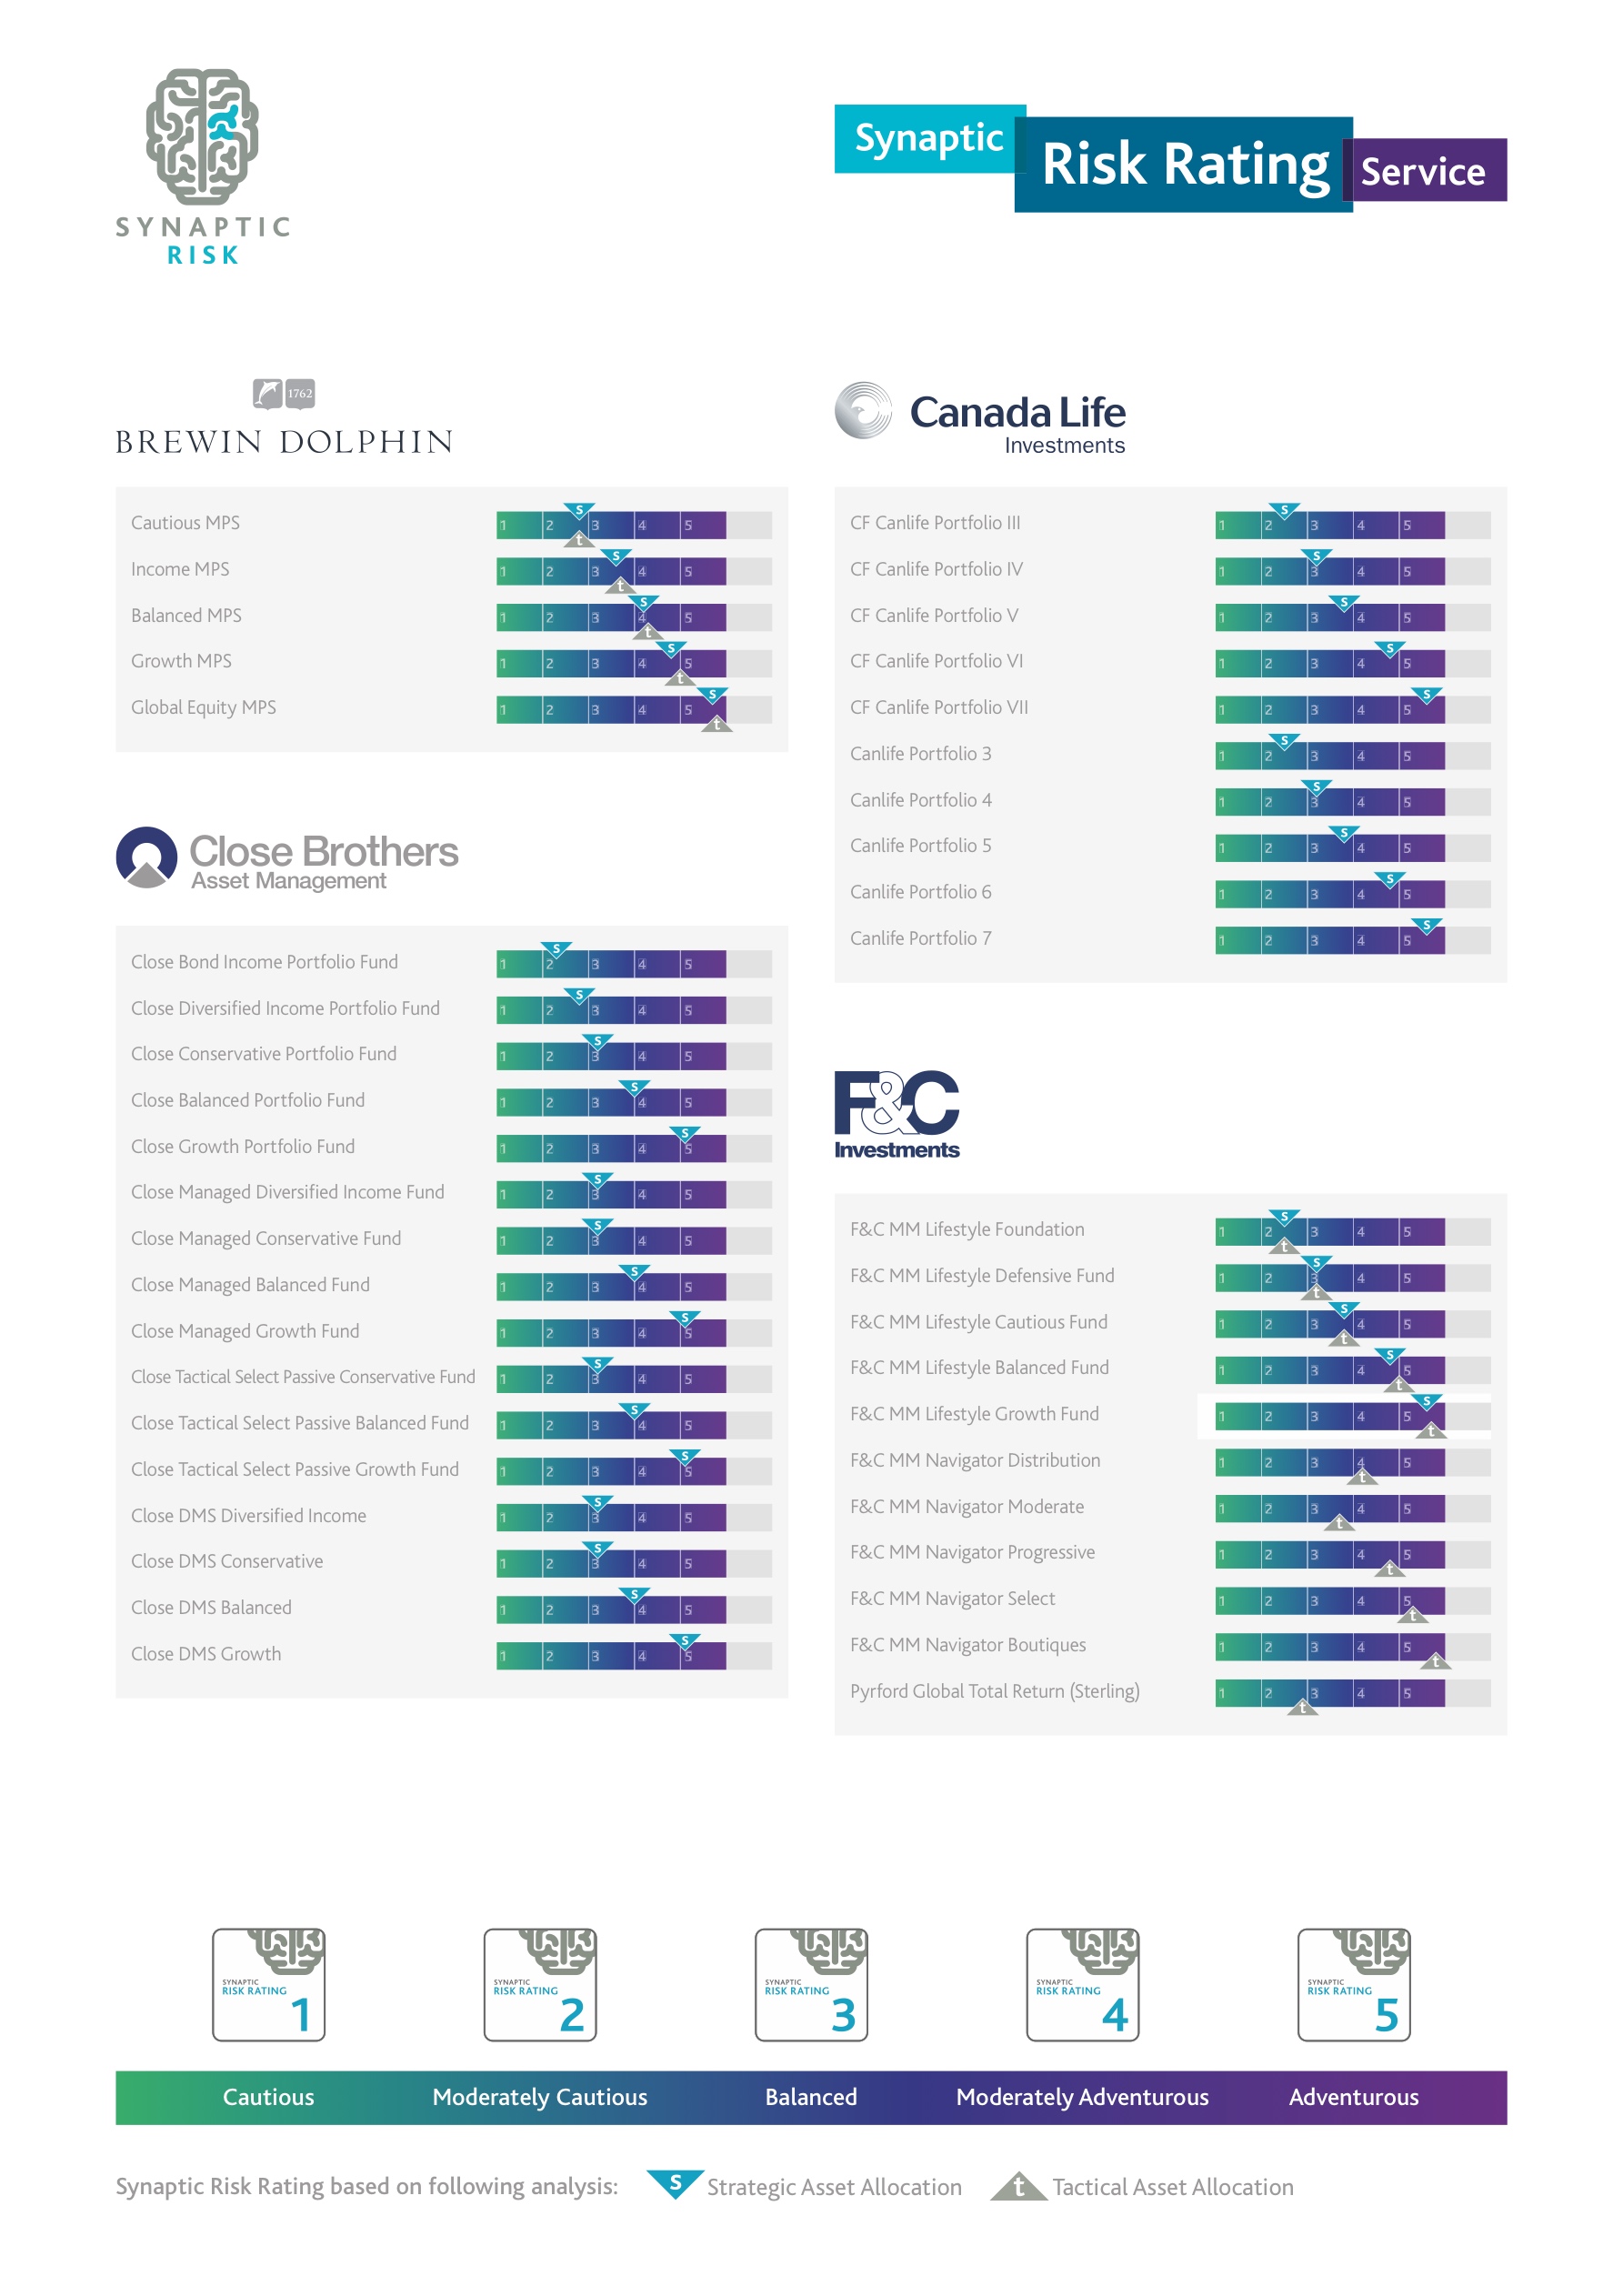 SYNAPTIC
RISK
Synaptic Risk Rating Service
1762
BREWIN DOLPHIN
Cautious MPS 1 2 3 4 5 s t
Income MPS 1 2 3 4 5 s t
Balanced MPS 1 2 3 4 5 s t
Growth MPS 1 2 3 4 5 s t
Global Equity MPS 1 2 3 4 5 s t
Close Brothers
Asset Management
Close Bond Income Portfolio Fund 1 2 3 4 5 s
Close Diversified Income Portfolio Fund 1 2 3 4 5 s
Close Conservative Portfolio Fund 1 2 3 4 5 s
Close Balanced Portfolio Fund 1 2 3 4 5 s
Close Growth Portfolio Fund 1 2 3 4 5 s
Close Managed Diversified Income Fund 1 2 3 4 5 s
Close Managed Conservative Fund 1 2 3 4 5 s
Close Managed Balanced Fund 1 2 3 4 5 s
Close Managed Growth Fund 1 2 3 4 5 s
Close Tactical Select Passive Conservative Fund 1 2 3 4 5 s
Close Tactical Select Passive Balanced Fund 1 2 3 4 5 s
Close Tactical Select Passive Growth Fund 1 2 3 4 5 s
Close DMS Diversified Income 1 2 3 4 5 s
Close DMS Conservative 1 2 3 4 5 s
Close DMS Balanced 1 2 3 4 5 s
Close DMS Growth 1 2 3 4 5 s
Canada Life
Investments
CF Canlife Portfolio III 1 2 3 4 5 s
CF Canlife Portfolio IV 1 2 3 4 5 s
CF Canlife Portfolio V 1 2 3 4 5 s
CF Canlife Portfolio VI 1 2 3 4 5 s
CF Canlife Portfolio VII 1 2 3 4 5 s
Canlife Portfolio 3 1 2 3 4 5 s
Canlife Portfolio 4 1 2 3 4 5 s
Canlife Portfolio 5 1 2 3 4 5 s
Canlife Portfolio 6 1 2 3 4 5 s
Canlife Portfolio 7 1 2 3 4 5 s
F&C
Investments
F&C MM Lifestyle Foundation 1 2 3 4 5 s t
F&C MM Lifestyle Defensive Fund 1 2 3 4 5 s t
F&C MM Lifestyle Cautious Fund 1 2 3 4 5 s t
F&C MM Lifestyle Balanced Fund 1 2 3 4 5 s t
F&C MM Lifestyle Growth Fund 1 2 3 4 5 s t
F&C MM Navigator Distribution 1 2 3 4 5 t
F&C MM Navigator Moderate 1 2 3 4 5 t
F&C MM Navigator Progressive 1 2 3 4 5 t
F&C MM Navigator Select 1 2 3 4 5 t
F&C MM Navigator Boutiques 1 2 3 4 5 t
Pyrford Global Total Return (Sterling) 1 2 3 4 5 t
SYNAPTIC
RISK RATING
1
SYNAPTIC
RISK RATING
2
SYNAPTIC
RISK RATING
3
SYNAPTIC
RISK RATING
4
SYNAPTIC
RISK RATING
5
Cautious Moderately Cautious Balanced Moderately Adventurous Adventurous
Synaptic Risk Rating based on following analysis: s Strategic Asset Allocation t Tactical Asset Allocation